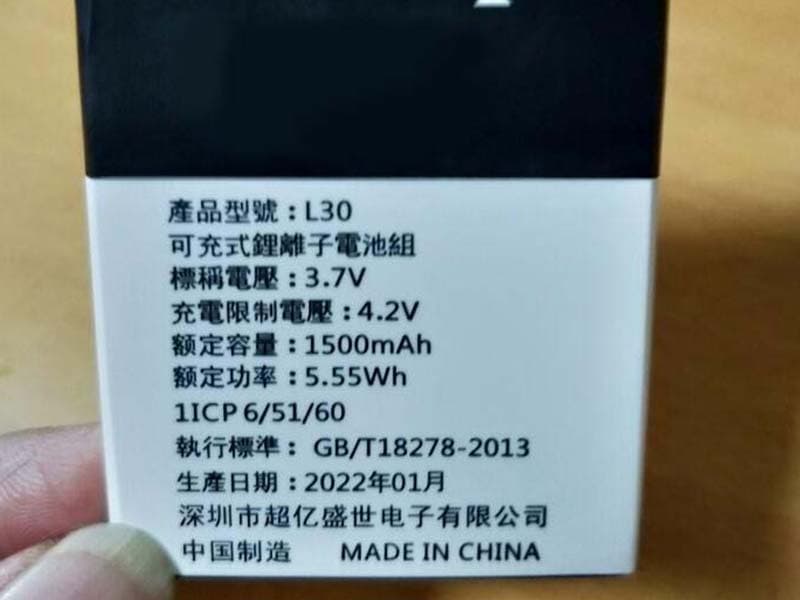 產品型號：L30
可充式鋰離子電池組
標稱電壓：3.7V
充電限制電壓：4.2V
额定容量：1500mAh
额定功率：5.55Wh
1ICP 6/51/60
執行標準： GB/T18278-2013
生產日期：2022年01月
深圳市超亿盛世电子有限公司
中国制造 MADE IN CHINA